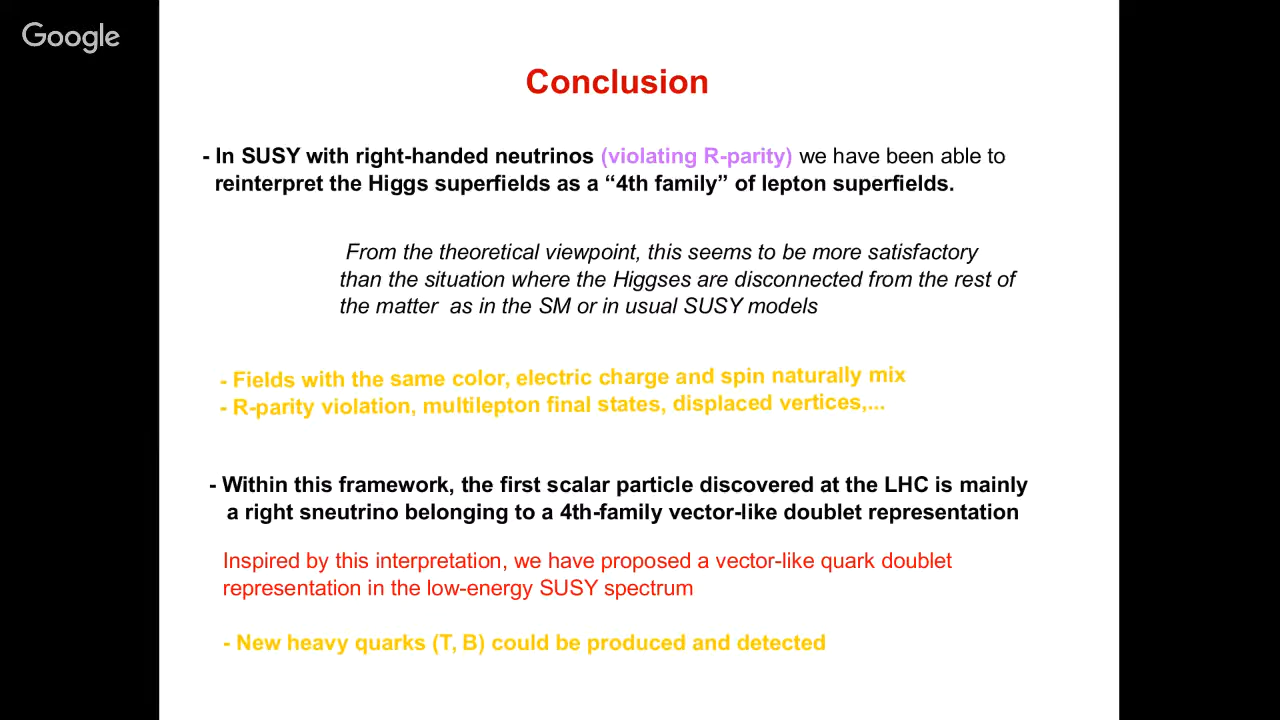 Google
Conclusion
- In SUSY with right-handed neutrinos (violating R-parity) we have been able to
reinterpret the Higgs superfields as a “4th family” of lepton superfields.
From the theoretical viewpoint, this seems to be more satisfactory
than the situation where the Higgses are disconnected from the rest of
the matter as in the SM or in usual SUSY models
- Fields with the same color, electric charge and spin naturally mix
- R-parity violation, multilepton final states, displaced vertices,...
- Within this framework, the first scalar particle discovered at the LHC is mainly
a right sneutrino belonging to a 4th-family vector-like doublet representation
Inspired by this interpretation, we have proposed a vector-like quark doublet
representation in the low-energy SUSY spectrum
- New heavy quarks (T, B) could be produced and detected